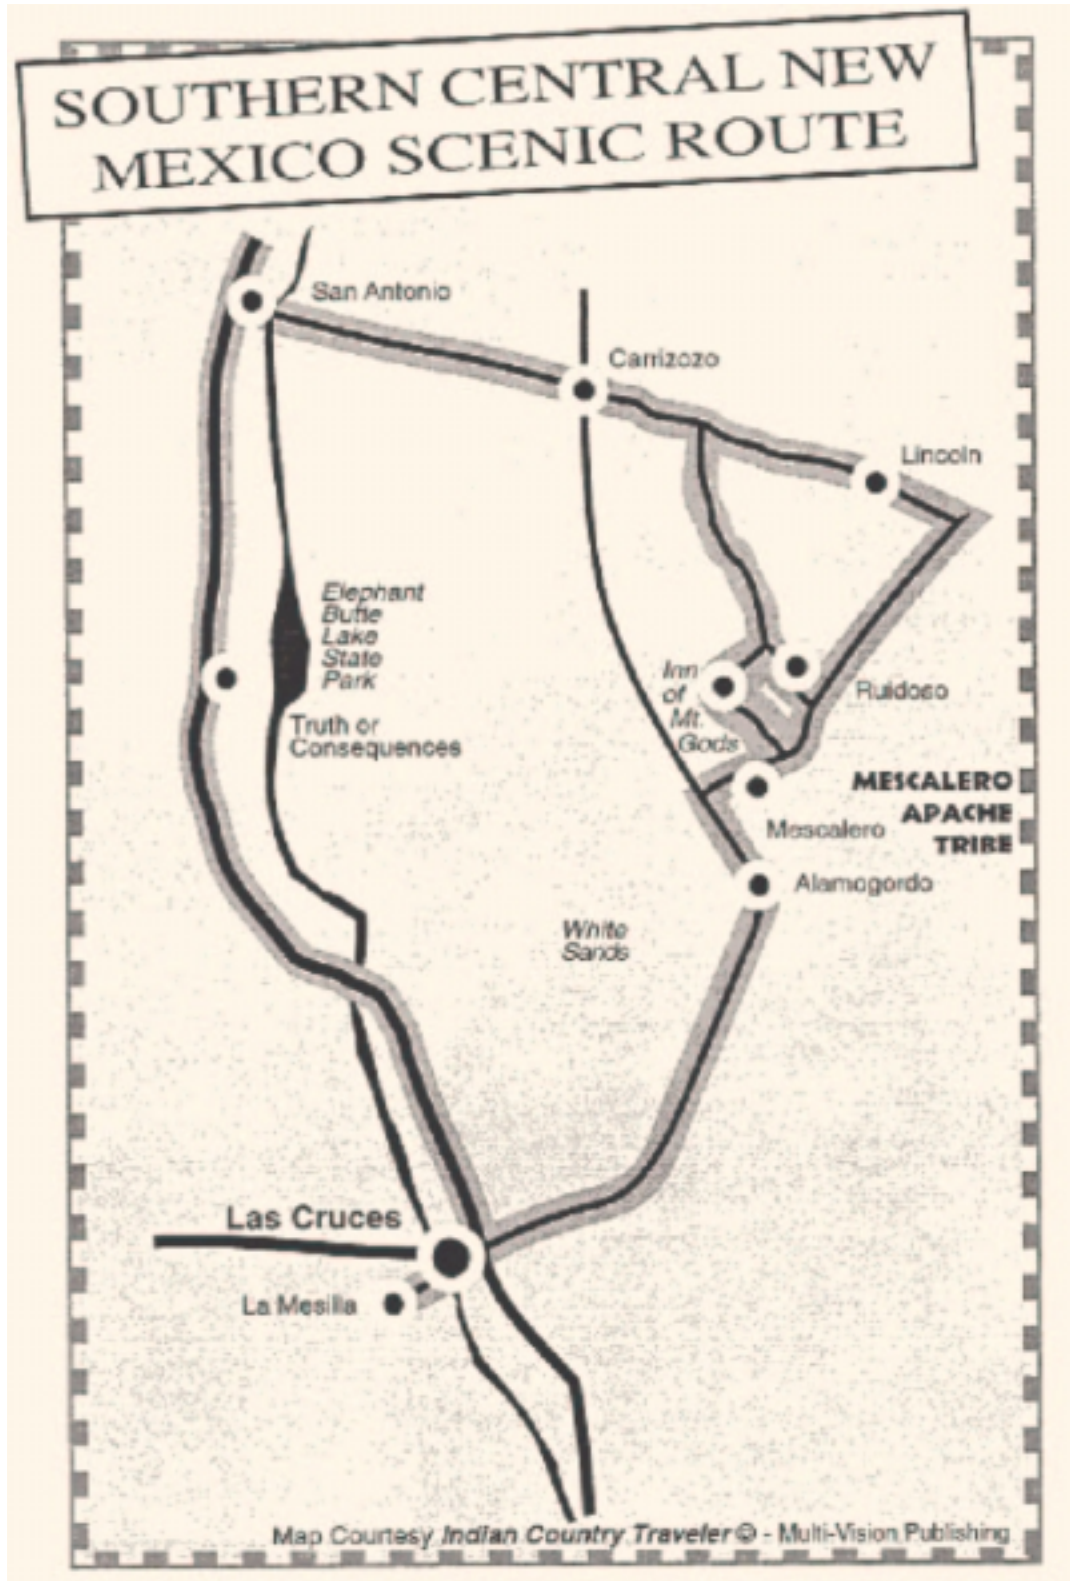 SOUTHERN CENTRAL NEW
MEXICO SCENIC ROUTE
San Antonio
Carrizozo
Lincoln
Elephant
Butte
Lake
State
Park
Truth or
Consequences
Inn
of
Mt.
Gods
Ruidoso
MESCALERO
APACHE
TRIBE
Mescalero
Alamogordo
White
Sands
Las Cruces
La Mesilla
Map Courtesy Indian Country Traveler © - Multi-Vision Publishing